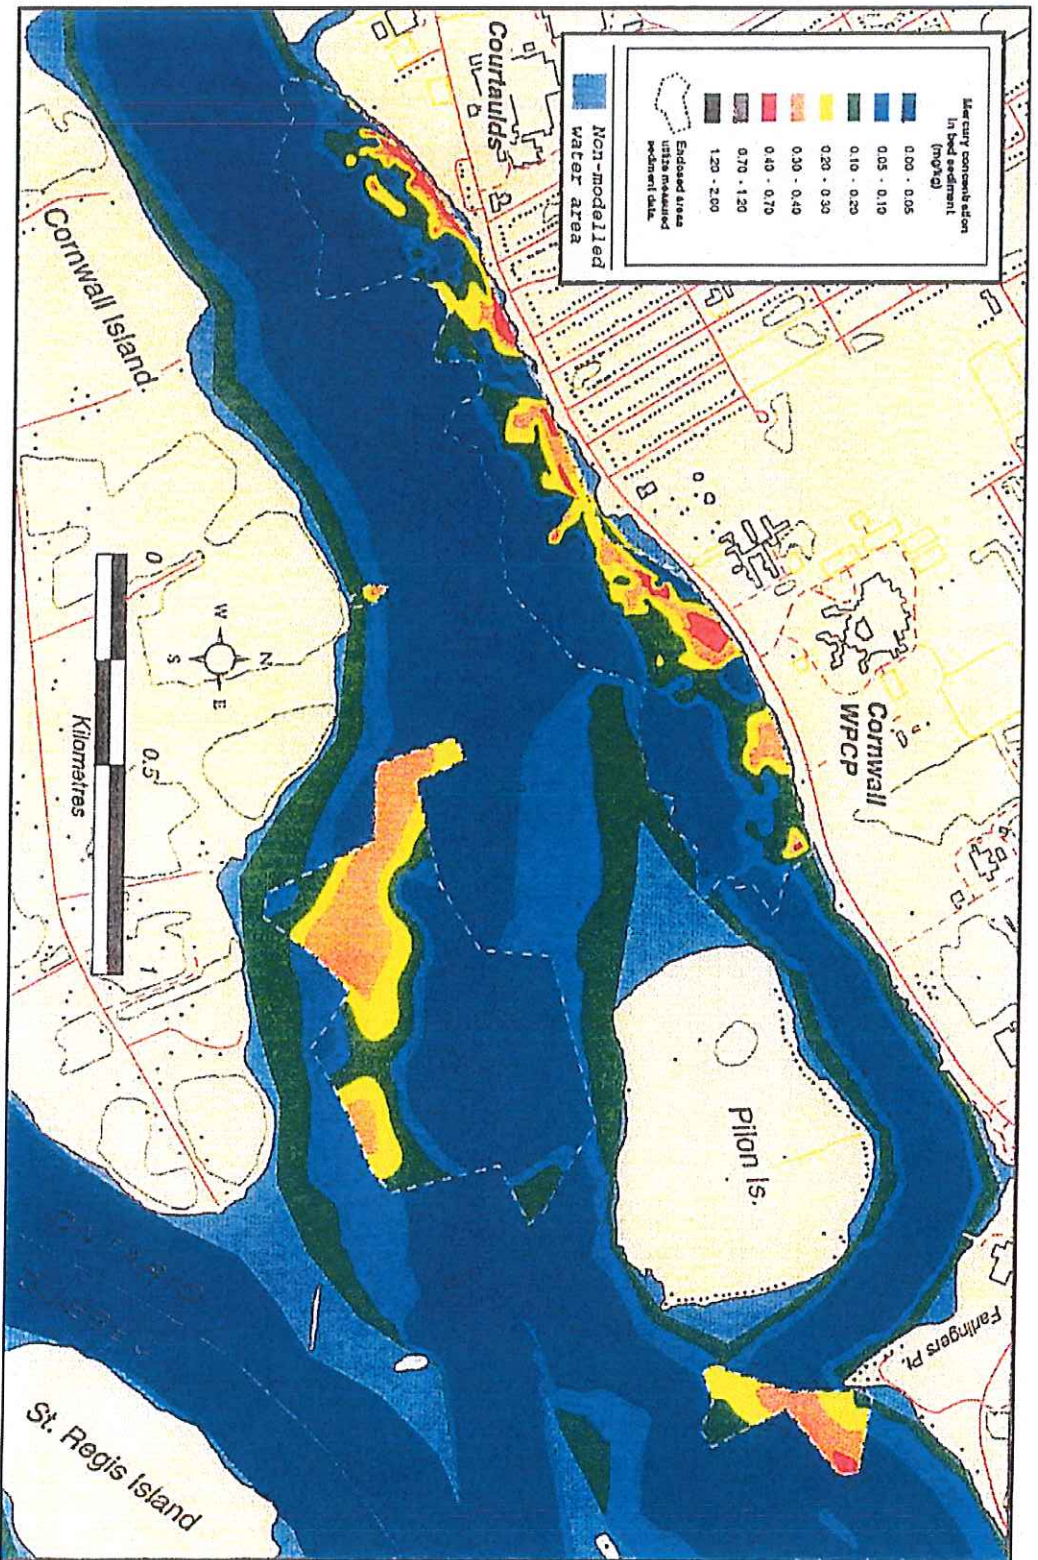 Mercury concentration
in bed sediment
(mg/kg)
0.00 - 0.05
0.05 - 0.10
0.10 - 0.20
0.20 - 0.30
0.30 - 0.40
0.40 - 0.70
0.70 - 1.20
1.20 - 2.00
Enclosed areas
utilize measured
sediment data.
Non-modelled
water area
Courtaulds
Cornwall
WPCP
Cornwall Island
Pilon Is.
Farlingers Pt.
St. Regis Island
N
W
E
S
0
0.5
1
Kilometres